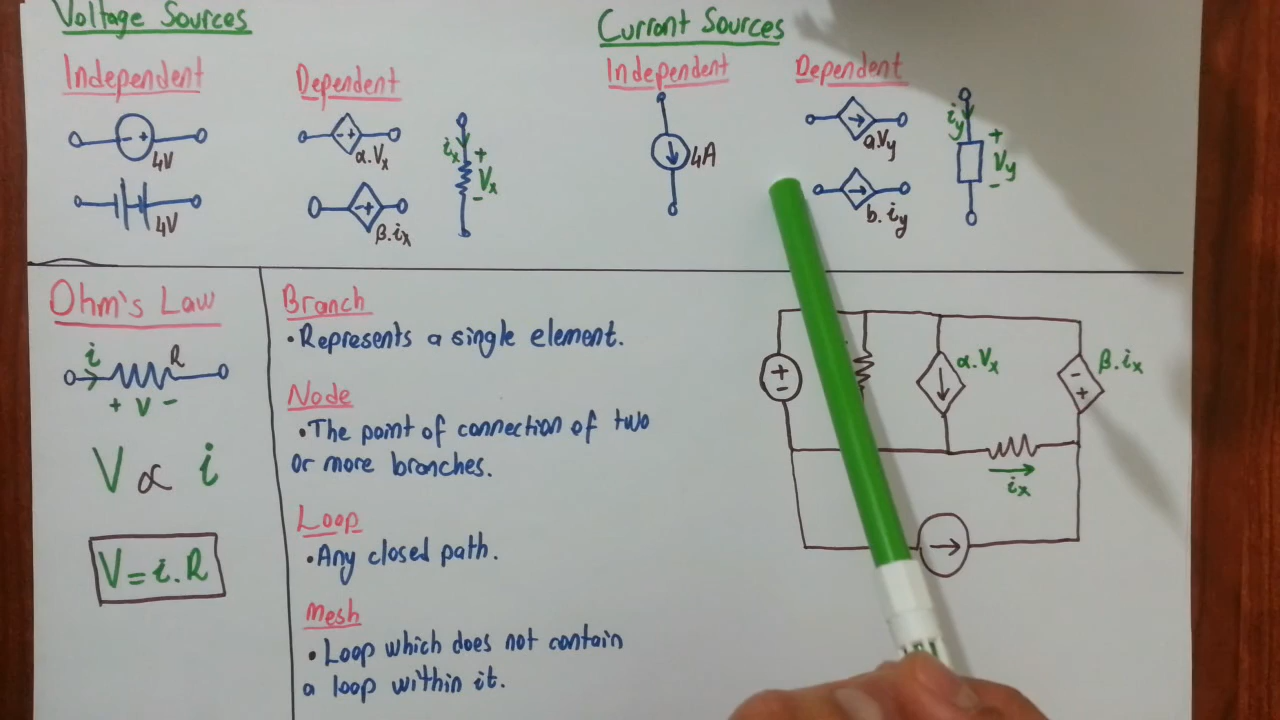 Voltage Sources
Independent
- +
4V
4V
Dependent
- +
α.Vx
+
β.ix
ix
+
Vx
-
Current Sources
Independent
4A
Dependent
a.Vy
b.iy
iy
+
Vy
-
Ohm's Law
i
R
+ V -
V ∝ i
V = i.R
Branch
• Represents a single element.
Node
• The point of connection of two
or more branches.
Loop
• Any closed path.
Mesh
• Loop which does not contain
a loop within it.
+
-
α.Vx
-
+
β.ix
ix